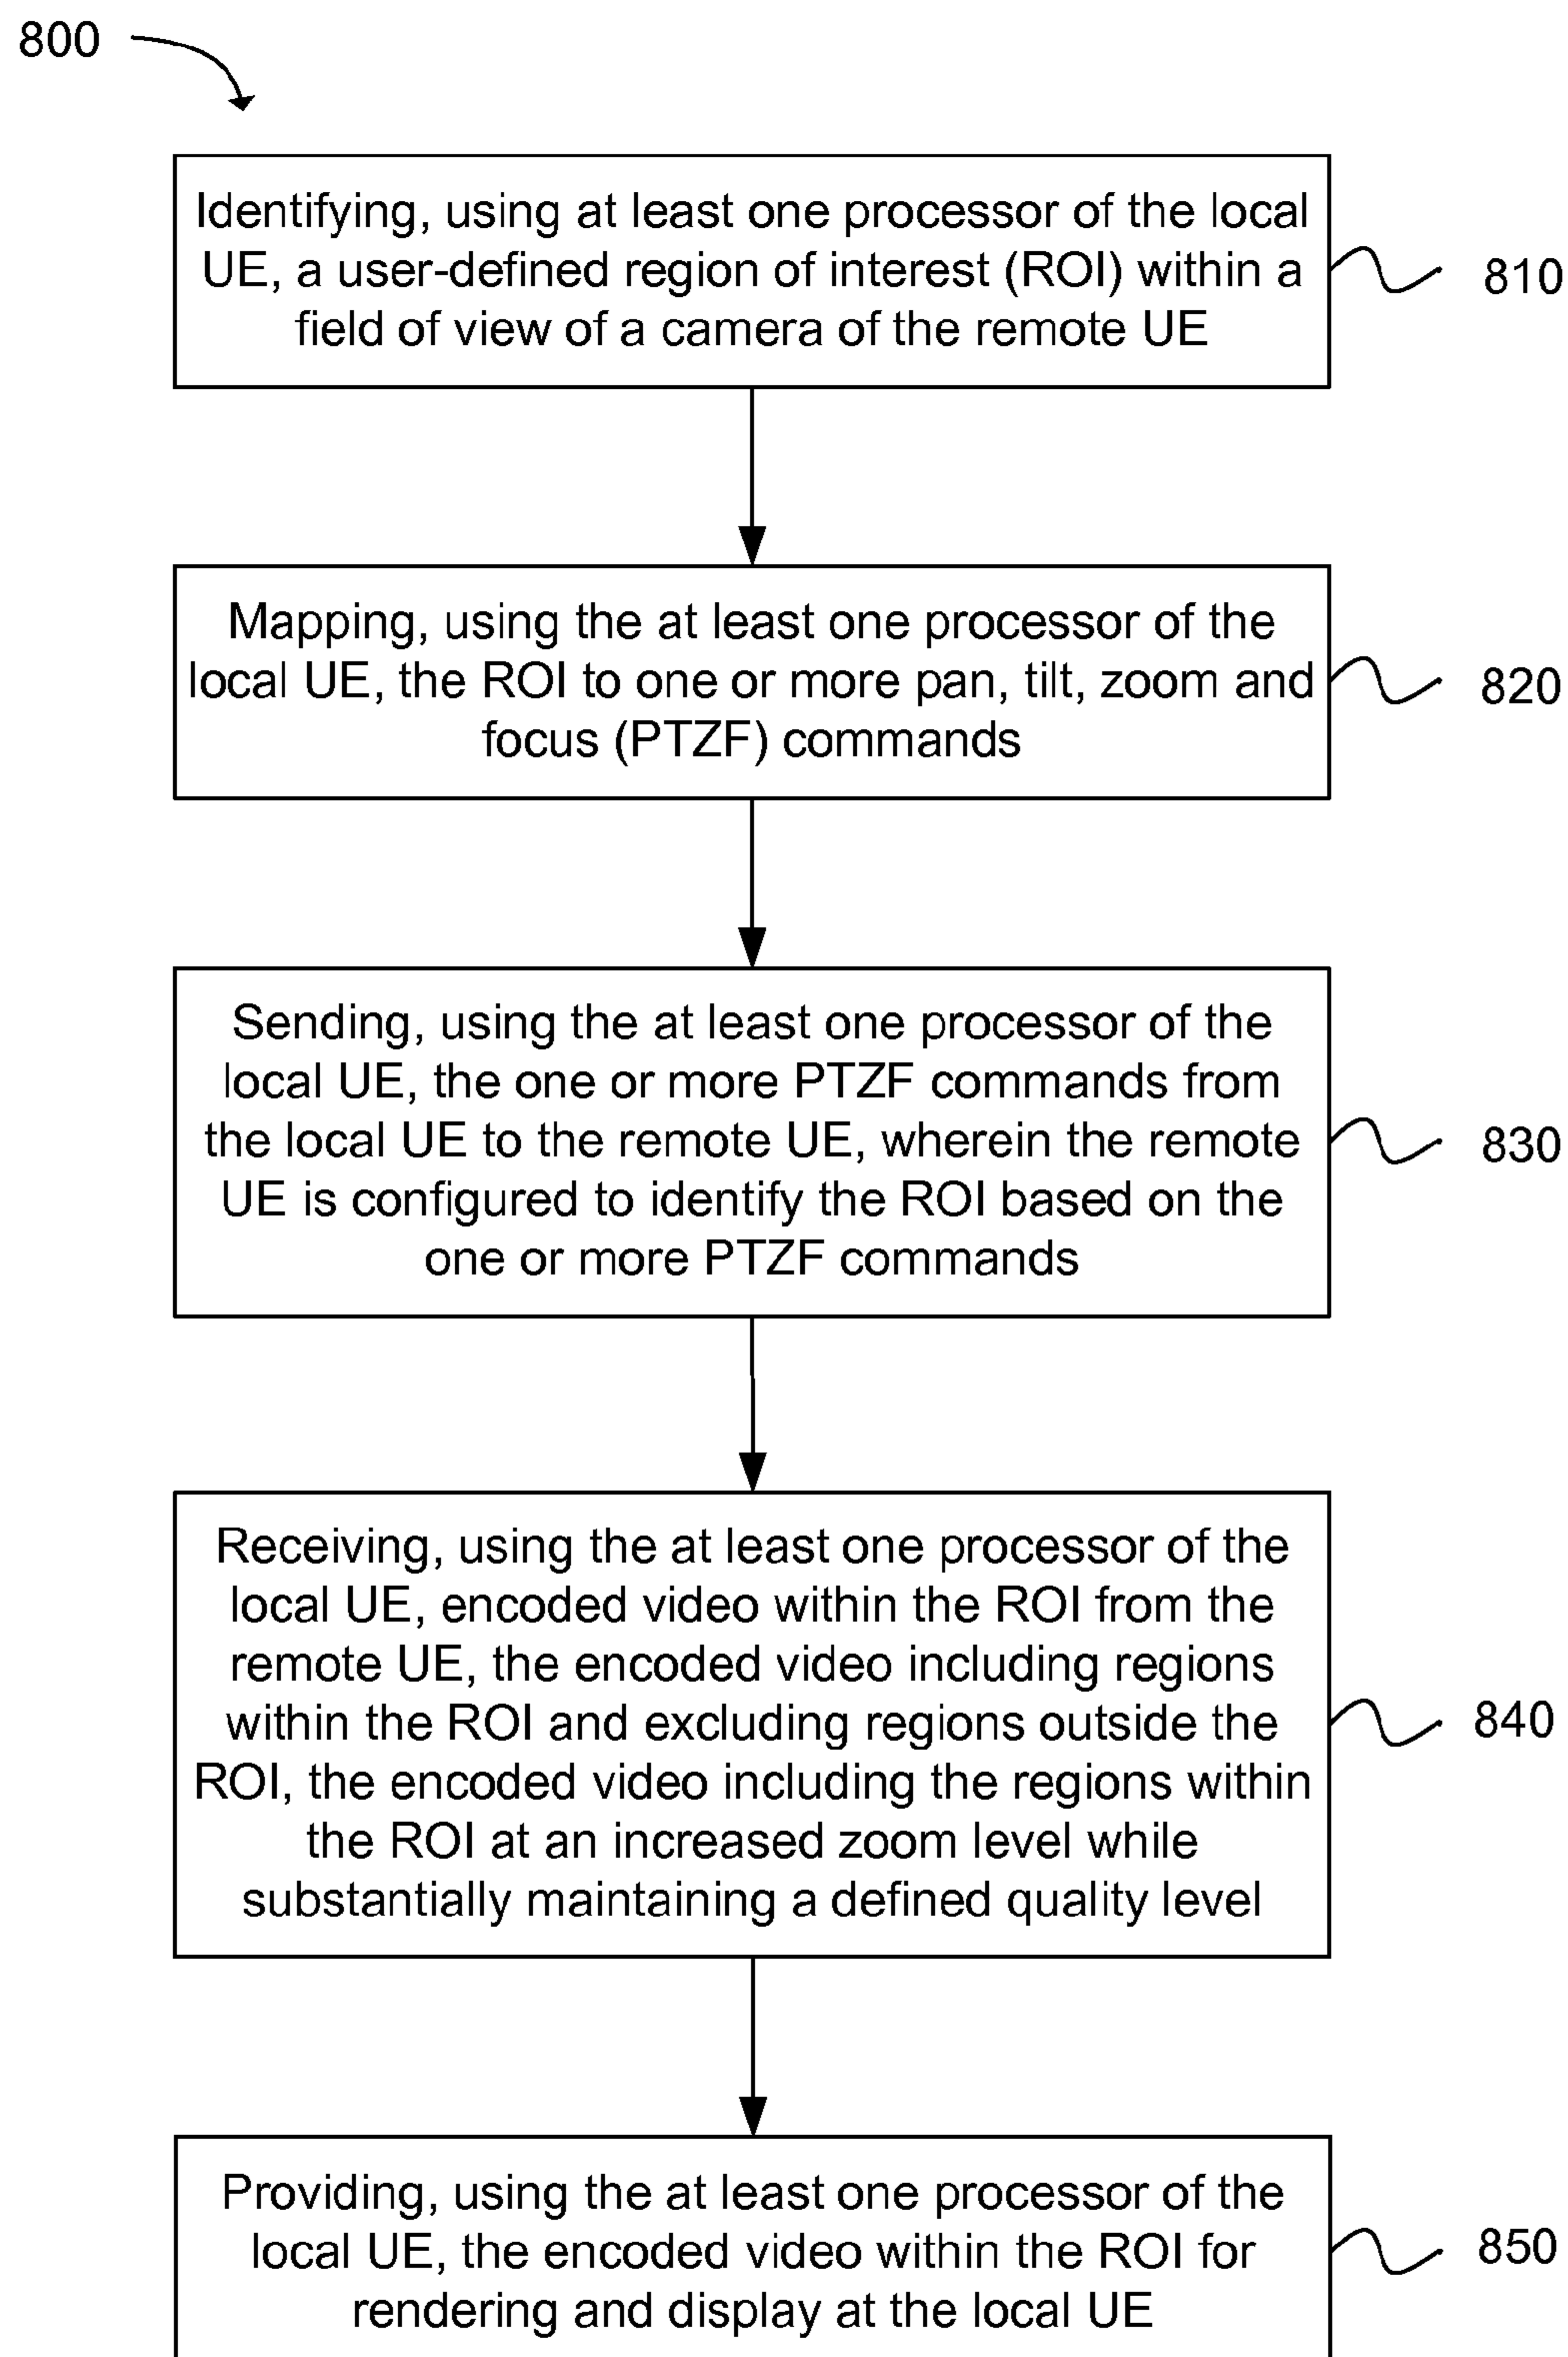 800
Identifying, using at least one processor of the local
UE, a user-defined region of interest (ROI) within a
field of view of a camera of the remote UE
810
Mapping, using the at least one processor of the
local UE, the ROI to one or more pan, tilt, zoom and
focus (PTZF) commands
820
Sending, using the at least one processor of the
local UE, the one or more PTZF commands from
the local UE to the remote UE, wherein the remote
UE is configured to identify the ROI based on the
one or more PTZF commands
830
Receiving, using the at least one processor of the
local UE, encoded video within the ROI from the
remote UE, the encoded video including regions
within the ROI and excluding regions outside the
ROI, the encoded video including the regions within
the ROI at an increased zoom level while
substantially maintaining a defined quality level
840
Providing, using the at least one processor of the
local UE, the encoded video within the ROI for
rendering and display at the local UE
850